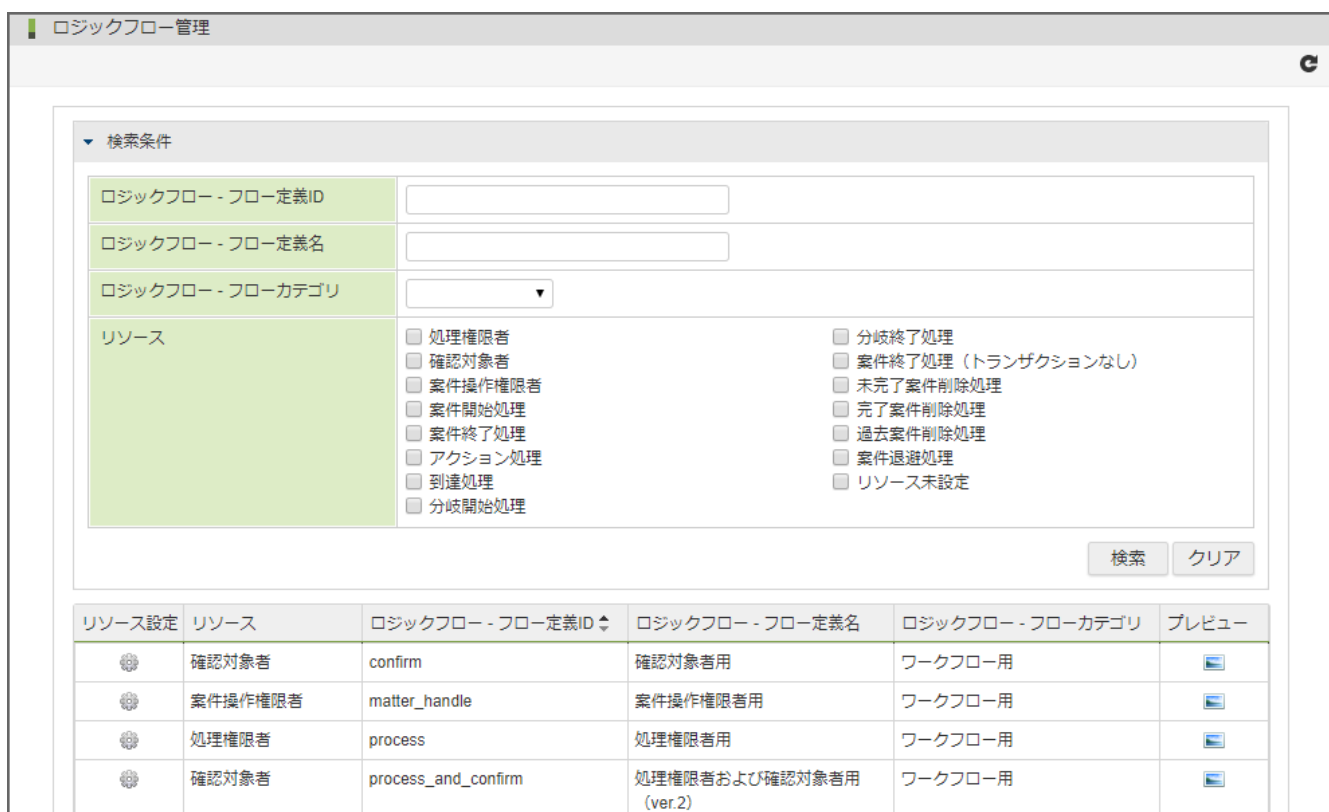 ロジックフロー管理
検索条件
ロジックフロー - フロー定義ID
ロジックフロー - フロー定義名
ロジックフロー - フローカテゴリ
リソース
処理権限者
確認対象者
案件操作権限者
案件開始処理
案件終了処理
アクション処理
到達処理
分岐開始処理
分岐終了処理
案件終了処理（トランザクションなし）
未完了案件削除処理
完了案件削除処理
過去案件削除処理
案件退避処理
リソース未設定
検索 クリア
リソース設定 リソース ロジックフロー - フロー定義ID ロジックフロー - フロー定義名 ロジックフロー - フローカテゴリ プレビュー
確認対象者 confirm 確認対象者用 ワークフロー用
案件操作権限者 matter_handle 案件操作権限者用 ワークフロー用
処理権限者 process 処理権限者用 ワークフロー用
確認対象者 process_and_confirm 処理権限者および確認対象者用 ワークフロー用
（ver.2）